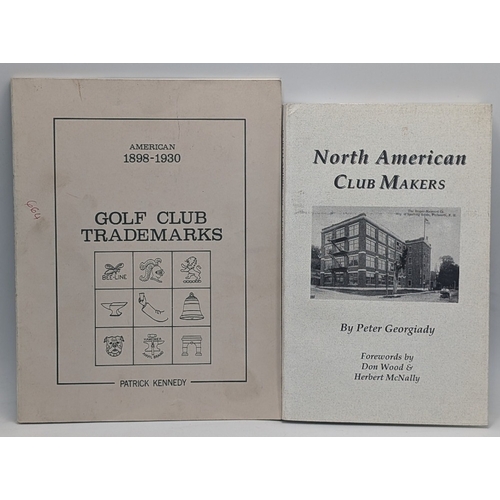 AMERICAN
1898-1930
664
GOLF CLUB
TRADEMARKS
BEE-LINE
PATRICK KENNEDY
North American
CLUB MAKERS
By Peter Georgiady
Forewords by
Don Wood &
Herbert McNally